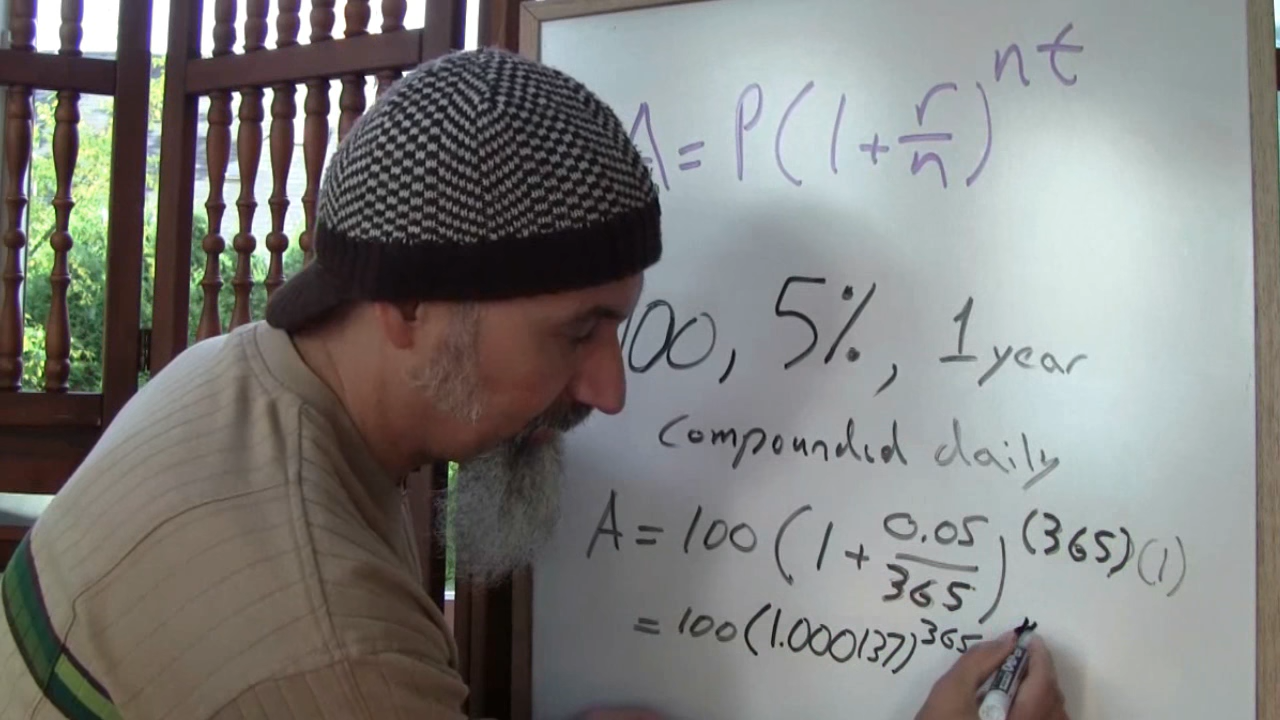 A = P(1 + r/n)^nt
00, 5%, 1 year
compounded daily
A = 100 (1 + 0.05/365)^(365)(1)
= 100 (1.000137)^365